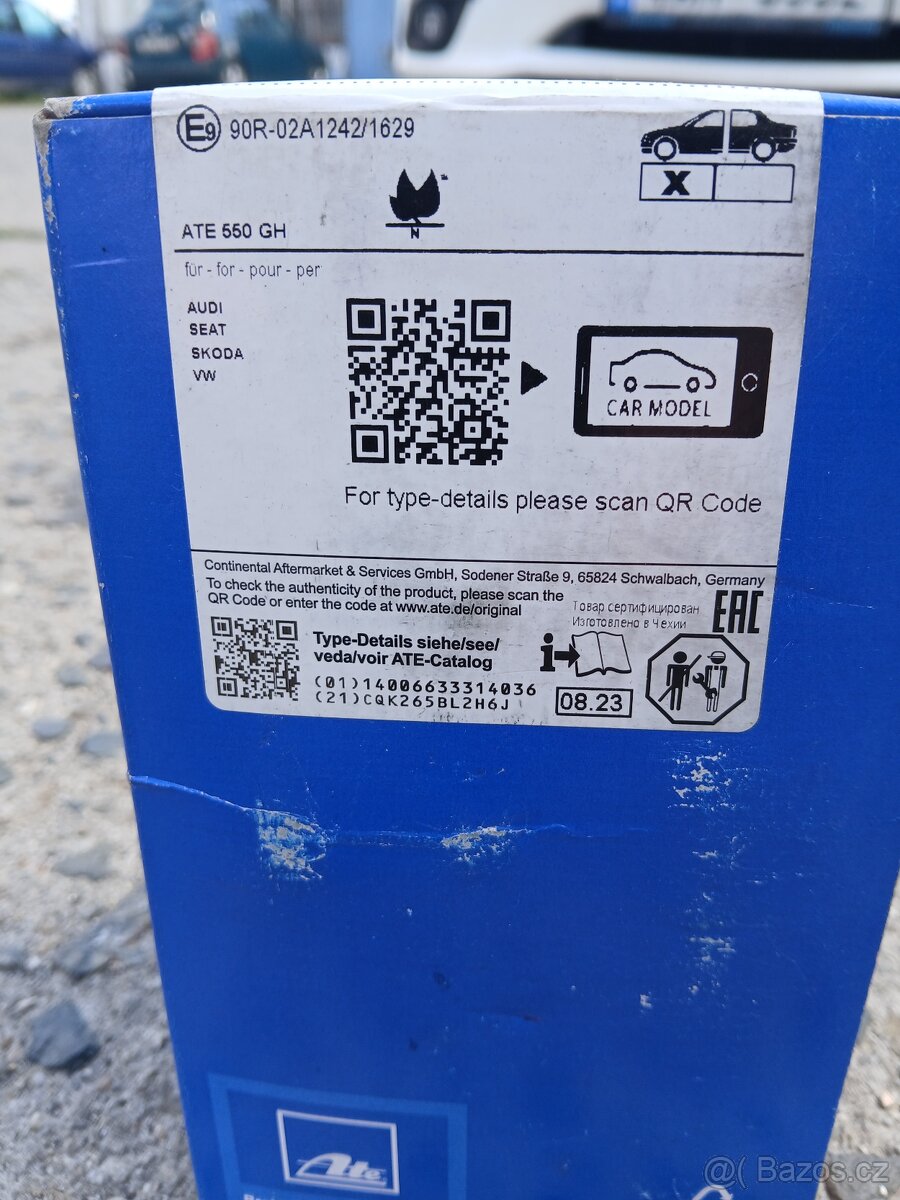 E9 90R-02A1242/1629
X
N
ATE 550 GH
für - for - pour - per
AUDI
SEAT
SKODA
VW
CAR MODEL
For type-details please scan QR Code
Continental Aftermarket & Services GmbH, Sodener Straße 9, 65824 Schwalbach, Germany
To check the authenticity of the product, please scan the
QR Code or enter the code at www.ate.de/original
Товар сертифицирован
Изготовлено в Чехии
EAC
Type-Details siehe/see/
veda/voir ATE-Catalog
i
(01)14006633314036
(21)CQK265BL2H6J
08.23
Ate
@( Bazos.cz